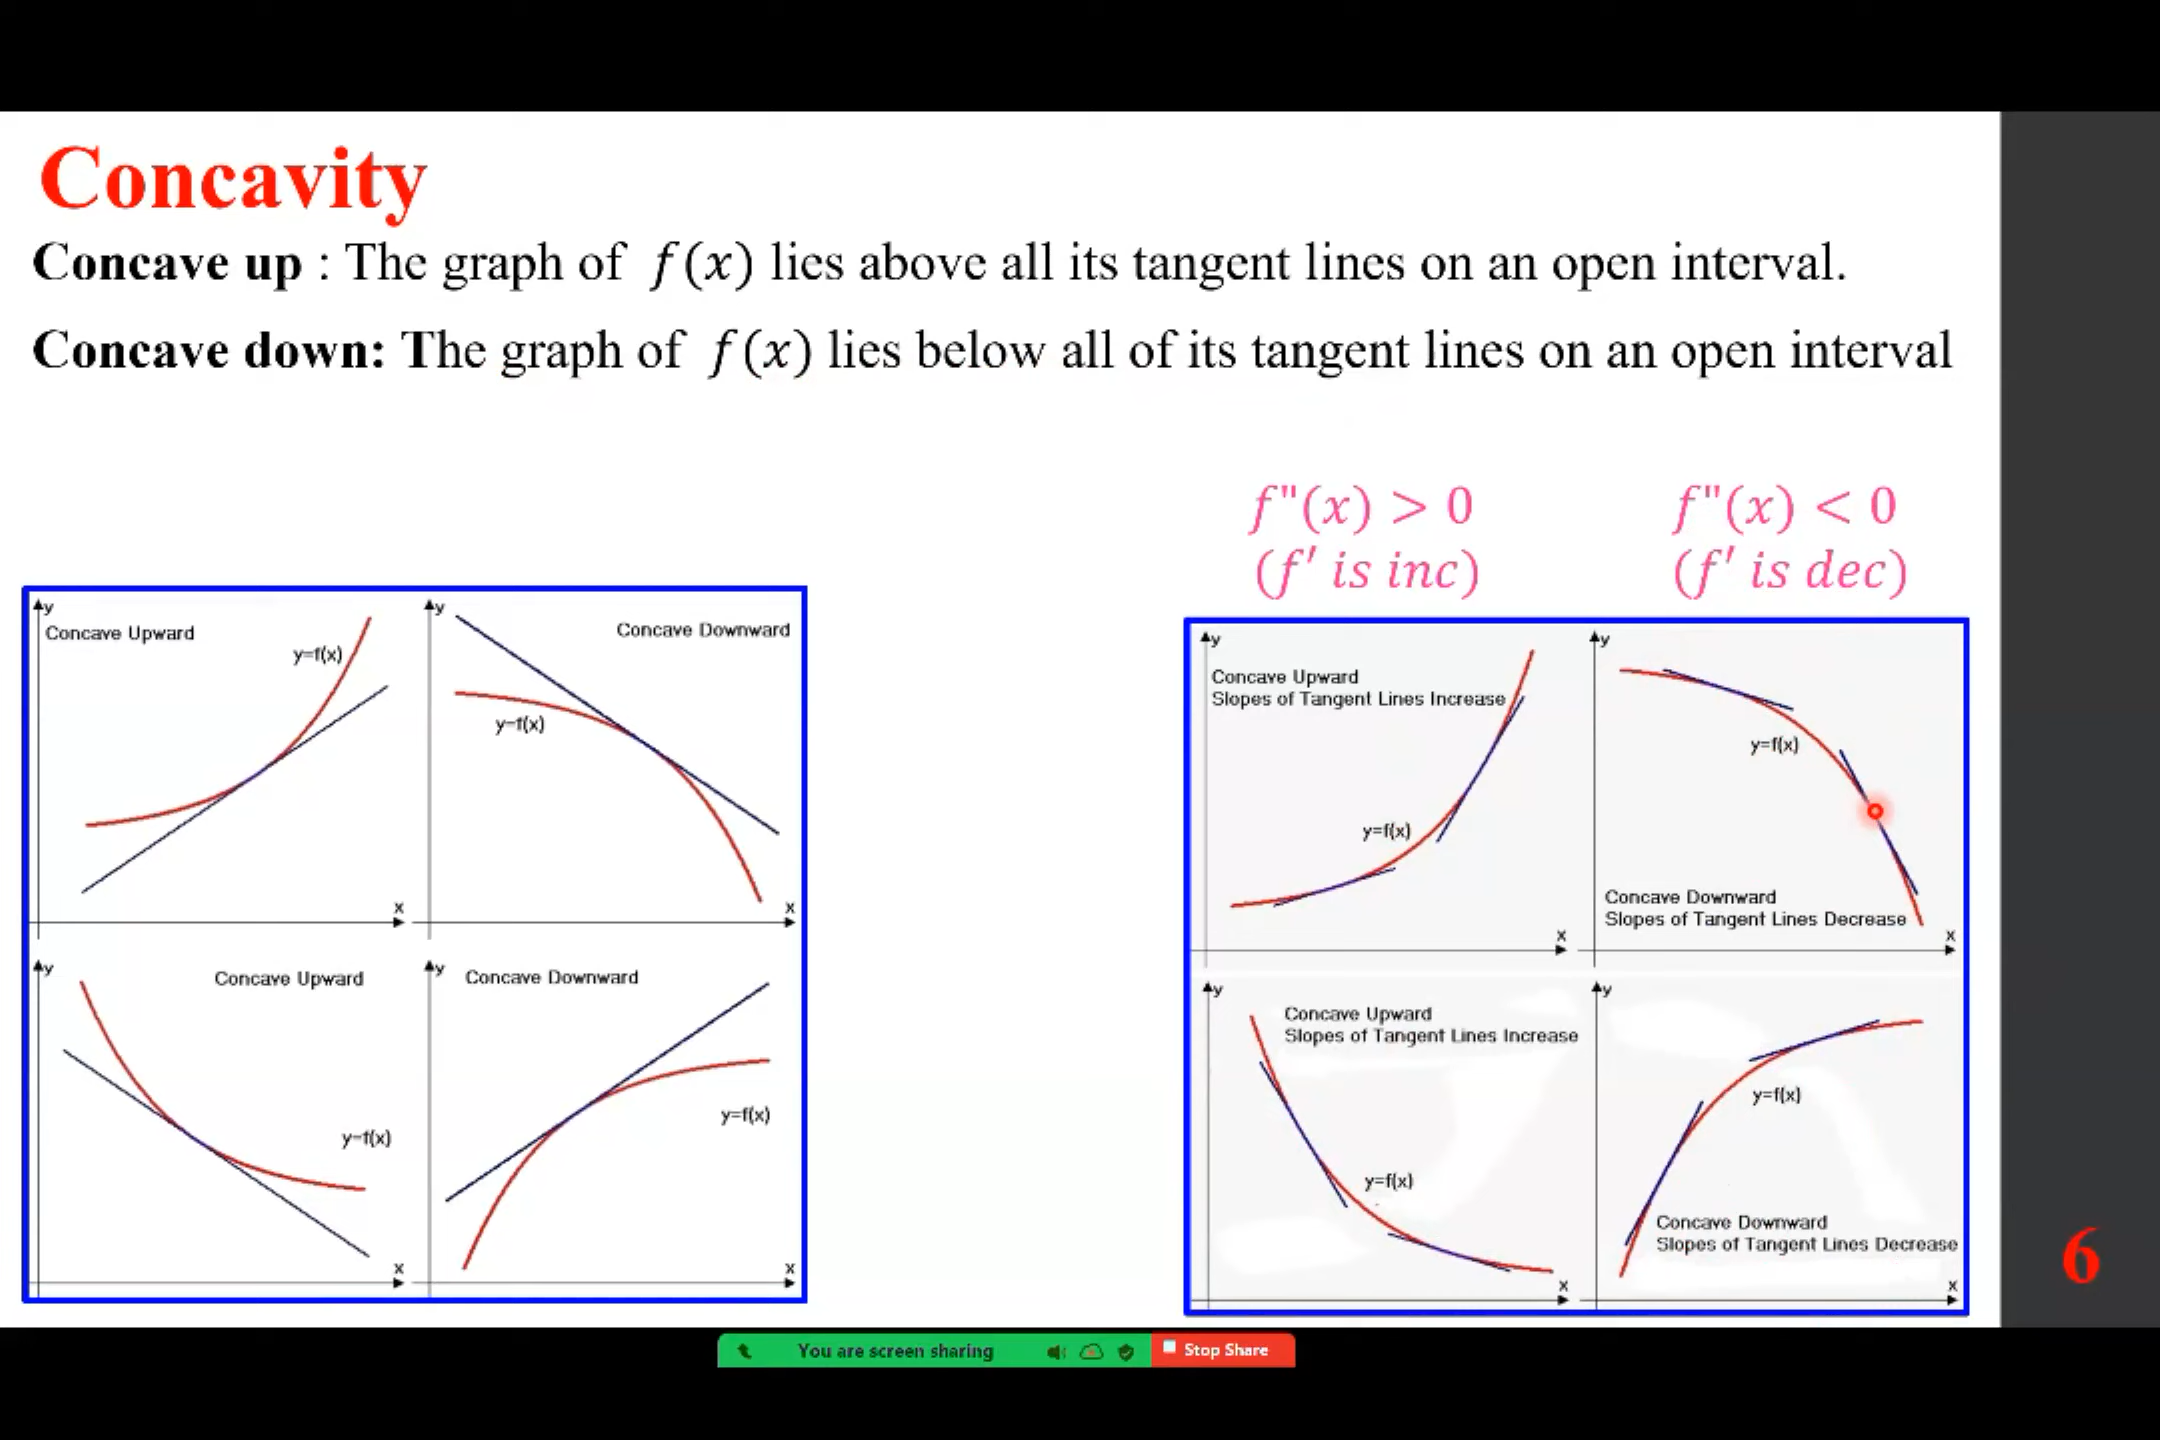 Concavity
Concave up : The graph of f(x) lies above all its tangent lines on an open interval.
Concave down: The graph of f(x) lies below all of its tangent lines on an open interval
f"(x) > 0
(f' is inc)
f"(x) < 0
(f' is dec)
y
Concave Upward
y=f(x)
x
y
Concave Downward
y=f(x)
x
y
Concave Upward
y=f(x)
x
y
Concave Downward
y=f(x)
x
y
Concave Upward
Slopes of Tangent Lines Increase
y=f(x)
x
y
y=f(x)
Concave Downward
Slopes of Tangent Lines Decrease
x
y
Concave Upward
Slopes of Tangent Lines Increase
y=f(x)
x
y
y=f(x)
Concave Downward
Slopes of Tangent Lines Decrease
x
6
You are screen sharing
Stop Share